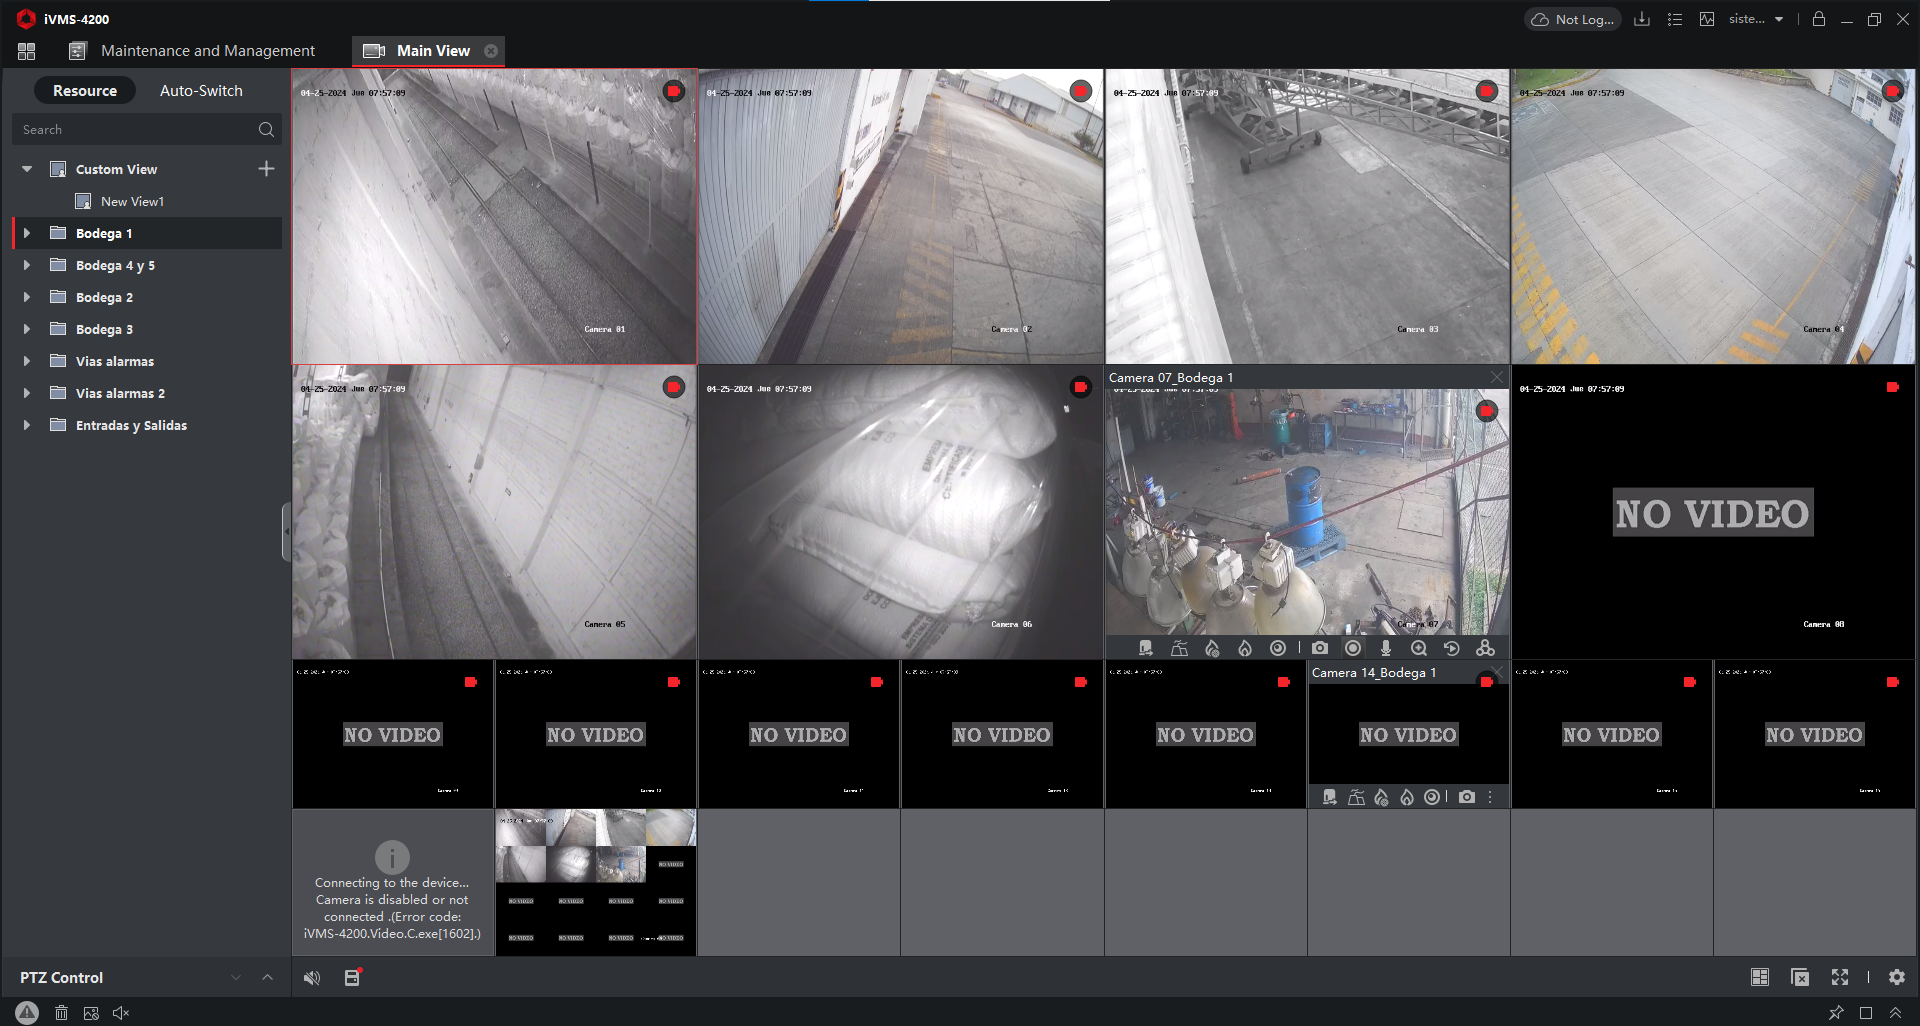 iVMS-4200
Not Log...
siste...
Maintenance and Management
Main View
Resource
Auto-Switch
Search
Custom View
New View1
Bodega 1
Bodega 4 y 5
Bodega 2
Bodega 3
Vias alarmas
Vias alarmas 2
Entradas y Salidas
04-25-2024 Jue 07:57:09
Camera 01
04-25-2024 Jue 07:57:09
Camera 02
04-25-2024 Jue 07:57:09
Camera 03
04-25-2024 Jue 07:57:09
Camera 04
04-25-2024 Jue 07:57:09
Camera 05
04-25-2024 Jue 07:57:09
Camera 06
Camera 07_Bodega 1
04-25-2024 Jue 07:57:09
Camera 07
04-25-2024 Jue 07:57:09
NO VIDEO
Camera 08
NO VIDEO
NO VIDEO
NO VIDEO
NO VIDEO
NO VIDEO
Camera 14_Bodega 1
NO VIDEO
NO VIDEO
NO VIDEO
Connecting to the device...
Camera is disabled or not
connected .(Error code:
iVMS-4200.Video.C.exe[1602].)
NO VIDEO
NO VIDEO
NO VIDEO
NO VIDEO
NO VIDEO
NO VIDEO
NO VIDEO
NO VIDEO
NO VIDEO
PTZ Control